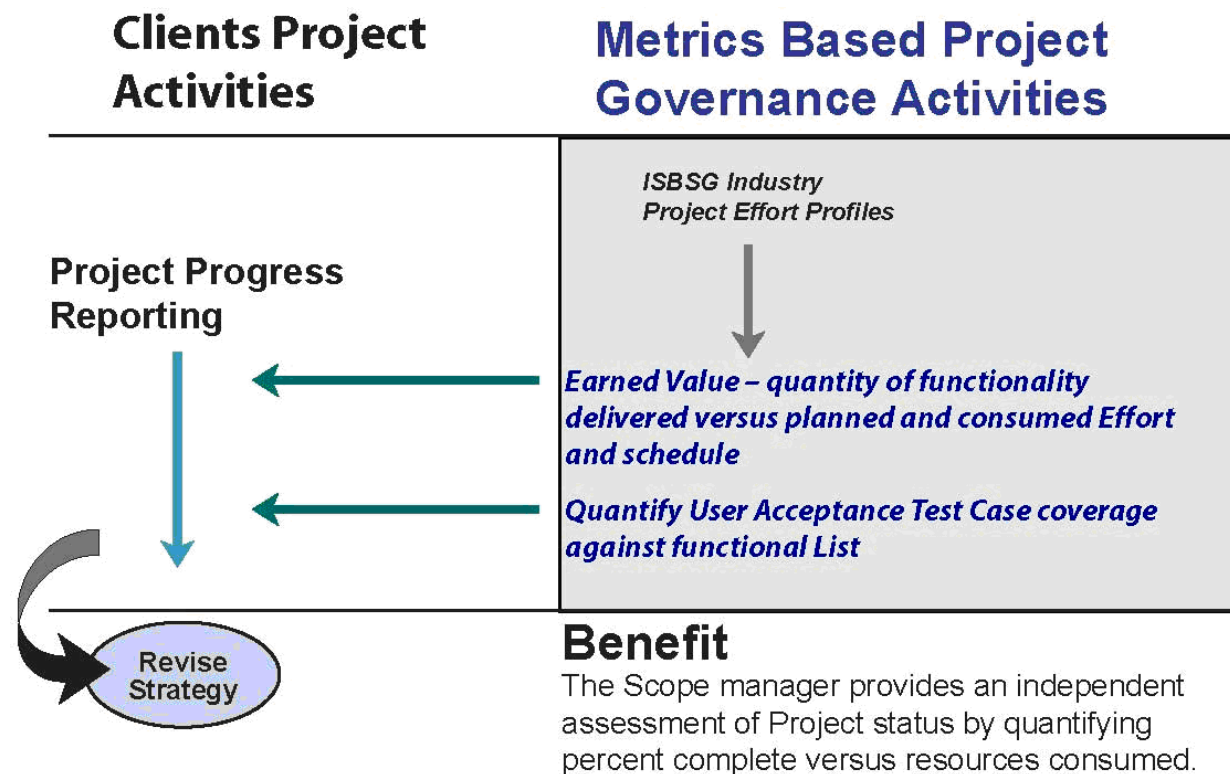 Clients Project
Activities
Metrics Based Project
Governance Activities
ISBSG Industry
Project Effort Profiles
Project Progress
Reporting
Earned Value – quantity of functionality
delivered versus planned and consumed Effort
and schedule
Quantify User Acceptance Test Case coverage
against functional List
Revise
Strategy
Benefit
The Scope manager provides an independent
assessment of Project status by quantifying
percent complete versus resources consumed.